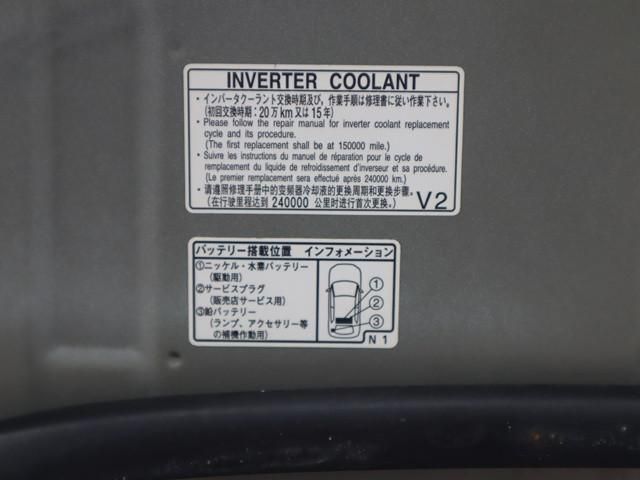 INVERTER COOLANT
・インバータクーラント交換時期及び，作業手順は修理書に従い作業下さい。
(初回交換時期：20万km又は15年)
・Please follow the repair manual for inverter coolant replacement
cycle and its procedure.
(The first replacement shall be at 150000 mile.)
・Suivre les instructions du manuel de réparation pour le cycle de
remplacement du liquide de refroidissement d'inverseur et sa procédure.
(Le premier remplacement sera effectué après 240000 km.)
・请遵照修理手册中的变频器冷却液的更换周期和更换步骤。
(在行驶里程达到 240000 公里时进行首次更换。)
V2
バッテリー搭載位置 インフォメーション
①ニッケル・水素バッテリー
(駆動用)
②サービスプラグ
(販売店サービス用)
③鉛バッテリー
(ランプ、アクセサリー等
の補機作動用)
①
②
③
N 1